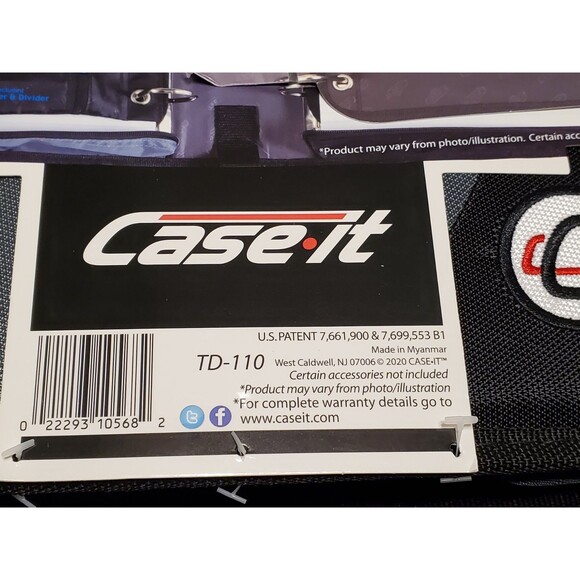 er & Divider
*Product may vary from photo/illustration. Certain
Case·it
U.S. PATENT 7,661,900 & 7,699,553 B1
Made in Myanmar
TD-110 West Caldwell, NJ 07006 © 2020 CASE•IT™
Certain accessories not included
*Product may vary from photo/illustration
*For complete warranty details go to
www.caseit.com
0 22293 10568 2